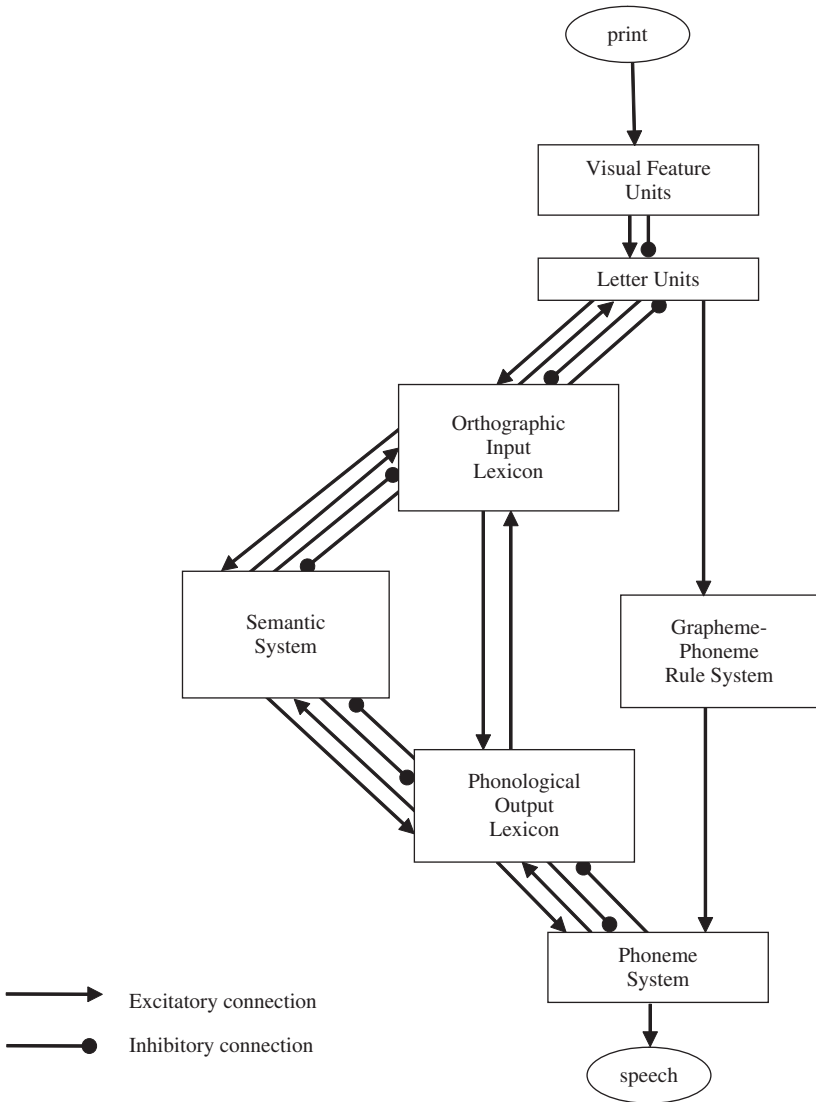 print
Visual Feature
Units
Letter Units
Orthographic
Input
Lexicon
Semantic
System
Grapheme-
Phoneme
Rule System
Phonological
Output
Lexicon
Phoneme
System
Excitatory connection
Inhibitory connection
speech